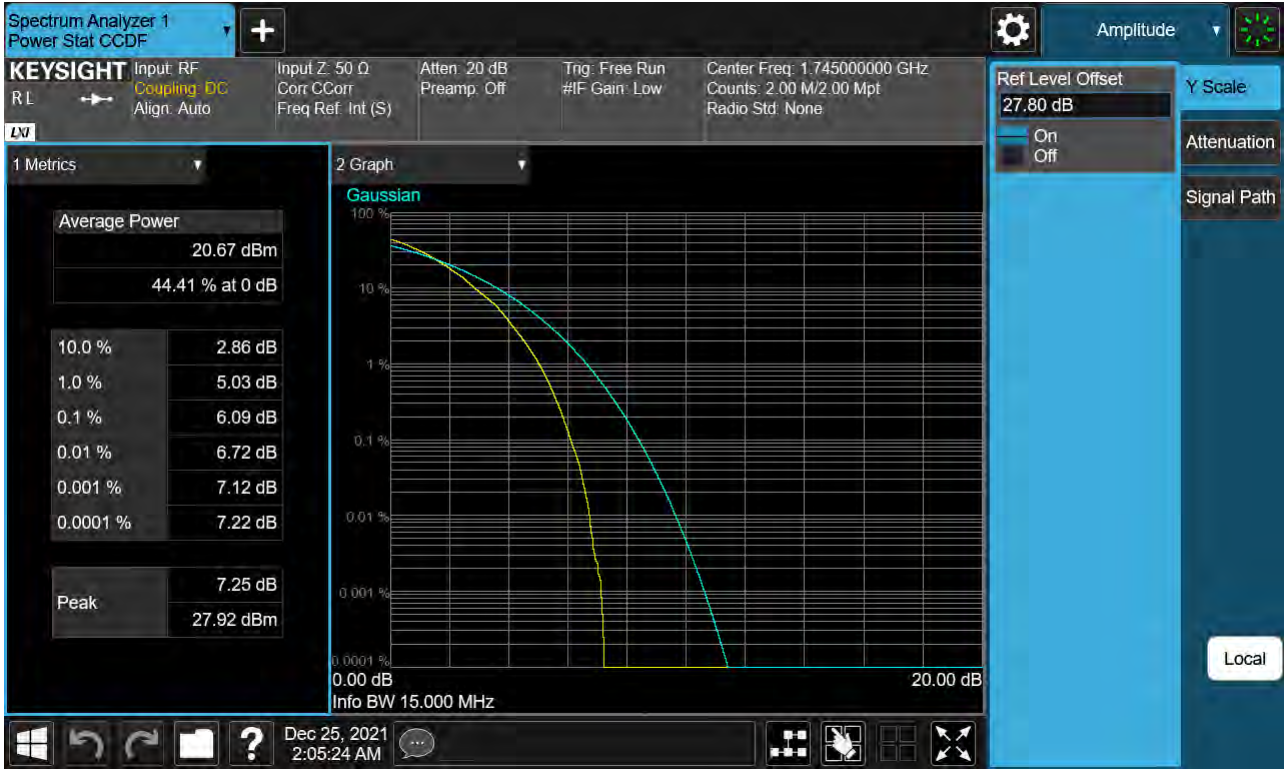 Spectrum Analyzer 1
Power Stat CCDF
Amplitude
KEYSIGHT
R L
LXI
Input: RF
Coupling: DC
Align: Auto
Input Z: 50 Ω
Corr CCorr
Freq Ref: Int (S)
Atten: 20 dB
Preamp: Off
Trig: Free Run
#IF Gain: Low
Center Freq: 1.745000000 GHz
Counts: 2.00 M/2.00 Mpt
Radio Std: None
Ref Level Offset
27.80 dB
On
Off
Y Scale
Attenuation
Signal Path
Local
1 Metrics
Average Power
20.67 dBm
44.41 % at 0 dB
10.0 % 2.86 dB
1.0 % 5.03 dB
0.1 % 6.09 dB
0.01 % 6.72 dB
0.001 % 7.12 dB
0.0001 % 7.22 dB
Peak
7.25 dB
27.92 dBm
2 Graph
Gaussian
100 %
10 %
1 %
0.1 %
0.01 %
0.001 %
0.0001 %
0.00 dB 20.00 dB
Info BW 15.000 MHz
?
Dec 25, 2021
2:05:24 AM